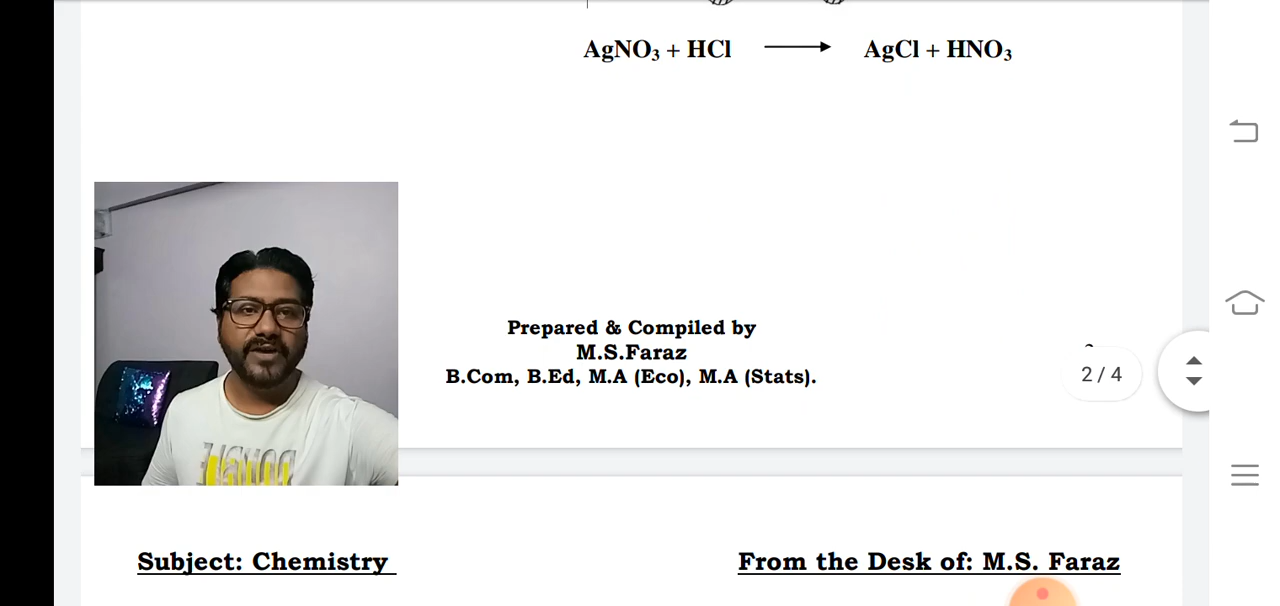 AgNO₃ + HCl ⟶ AgCl + HNO₃
Prepared & Compiled by
M.S.Faraz
B.Com, B.Ed, M.A (Eco), M.A (Stats).
2 / 4
Subject: Chemistry
From the Desk of: M.S. Faraz